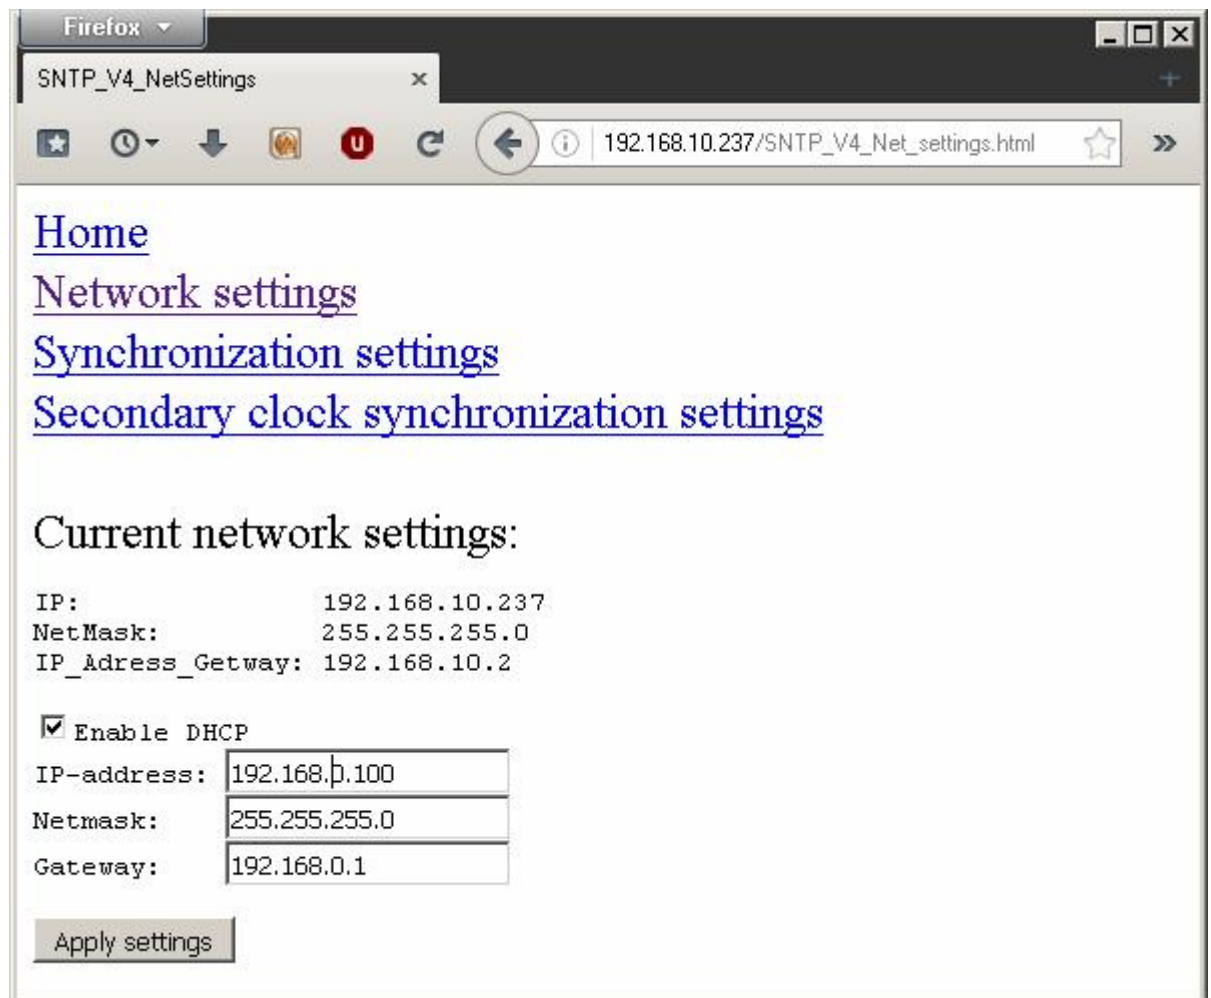 Firefox
SNTP_V4_NetSettings
192.168.10.237/SNTP_V4_Net_settings.html
Home
Network settings
Synchronization settings
Secondary clock synchronization settings
Current network settings:
IP: 192.168.10.237
NetMask: 255.255.255.0
IP_Adress_Getway: 192.168.10.2
Enable DHCP
IP-address: 192.168.0.100
Netmask: 255.255.255.0
Gateway: 192.168.0.1
Apply settings